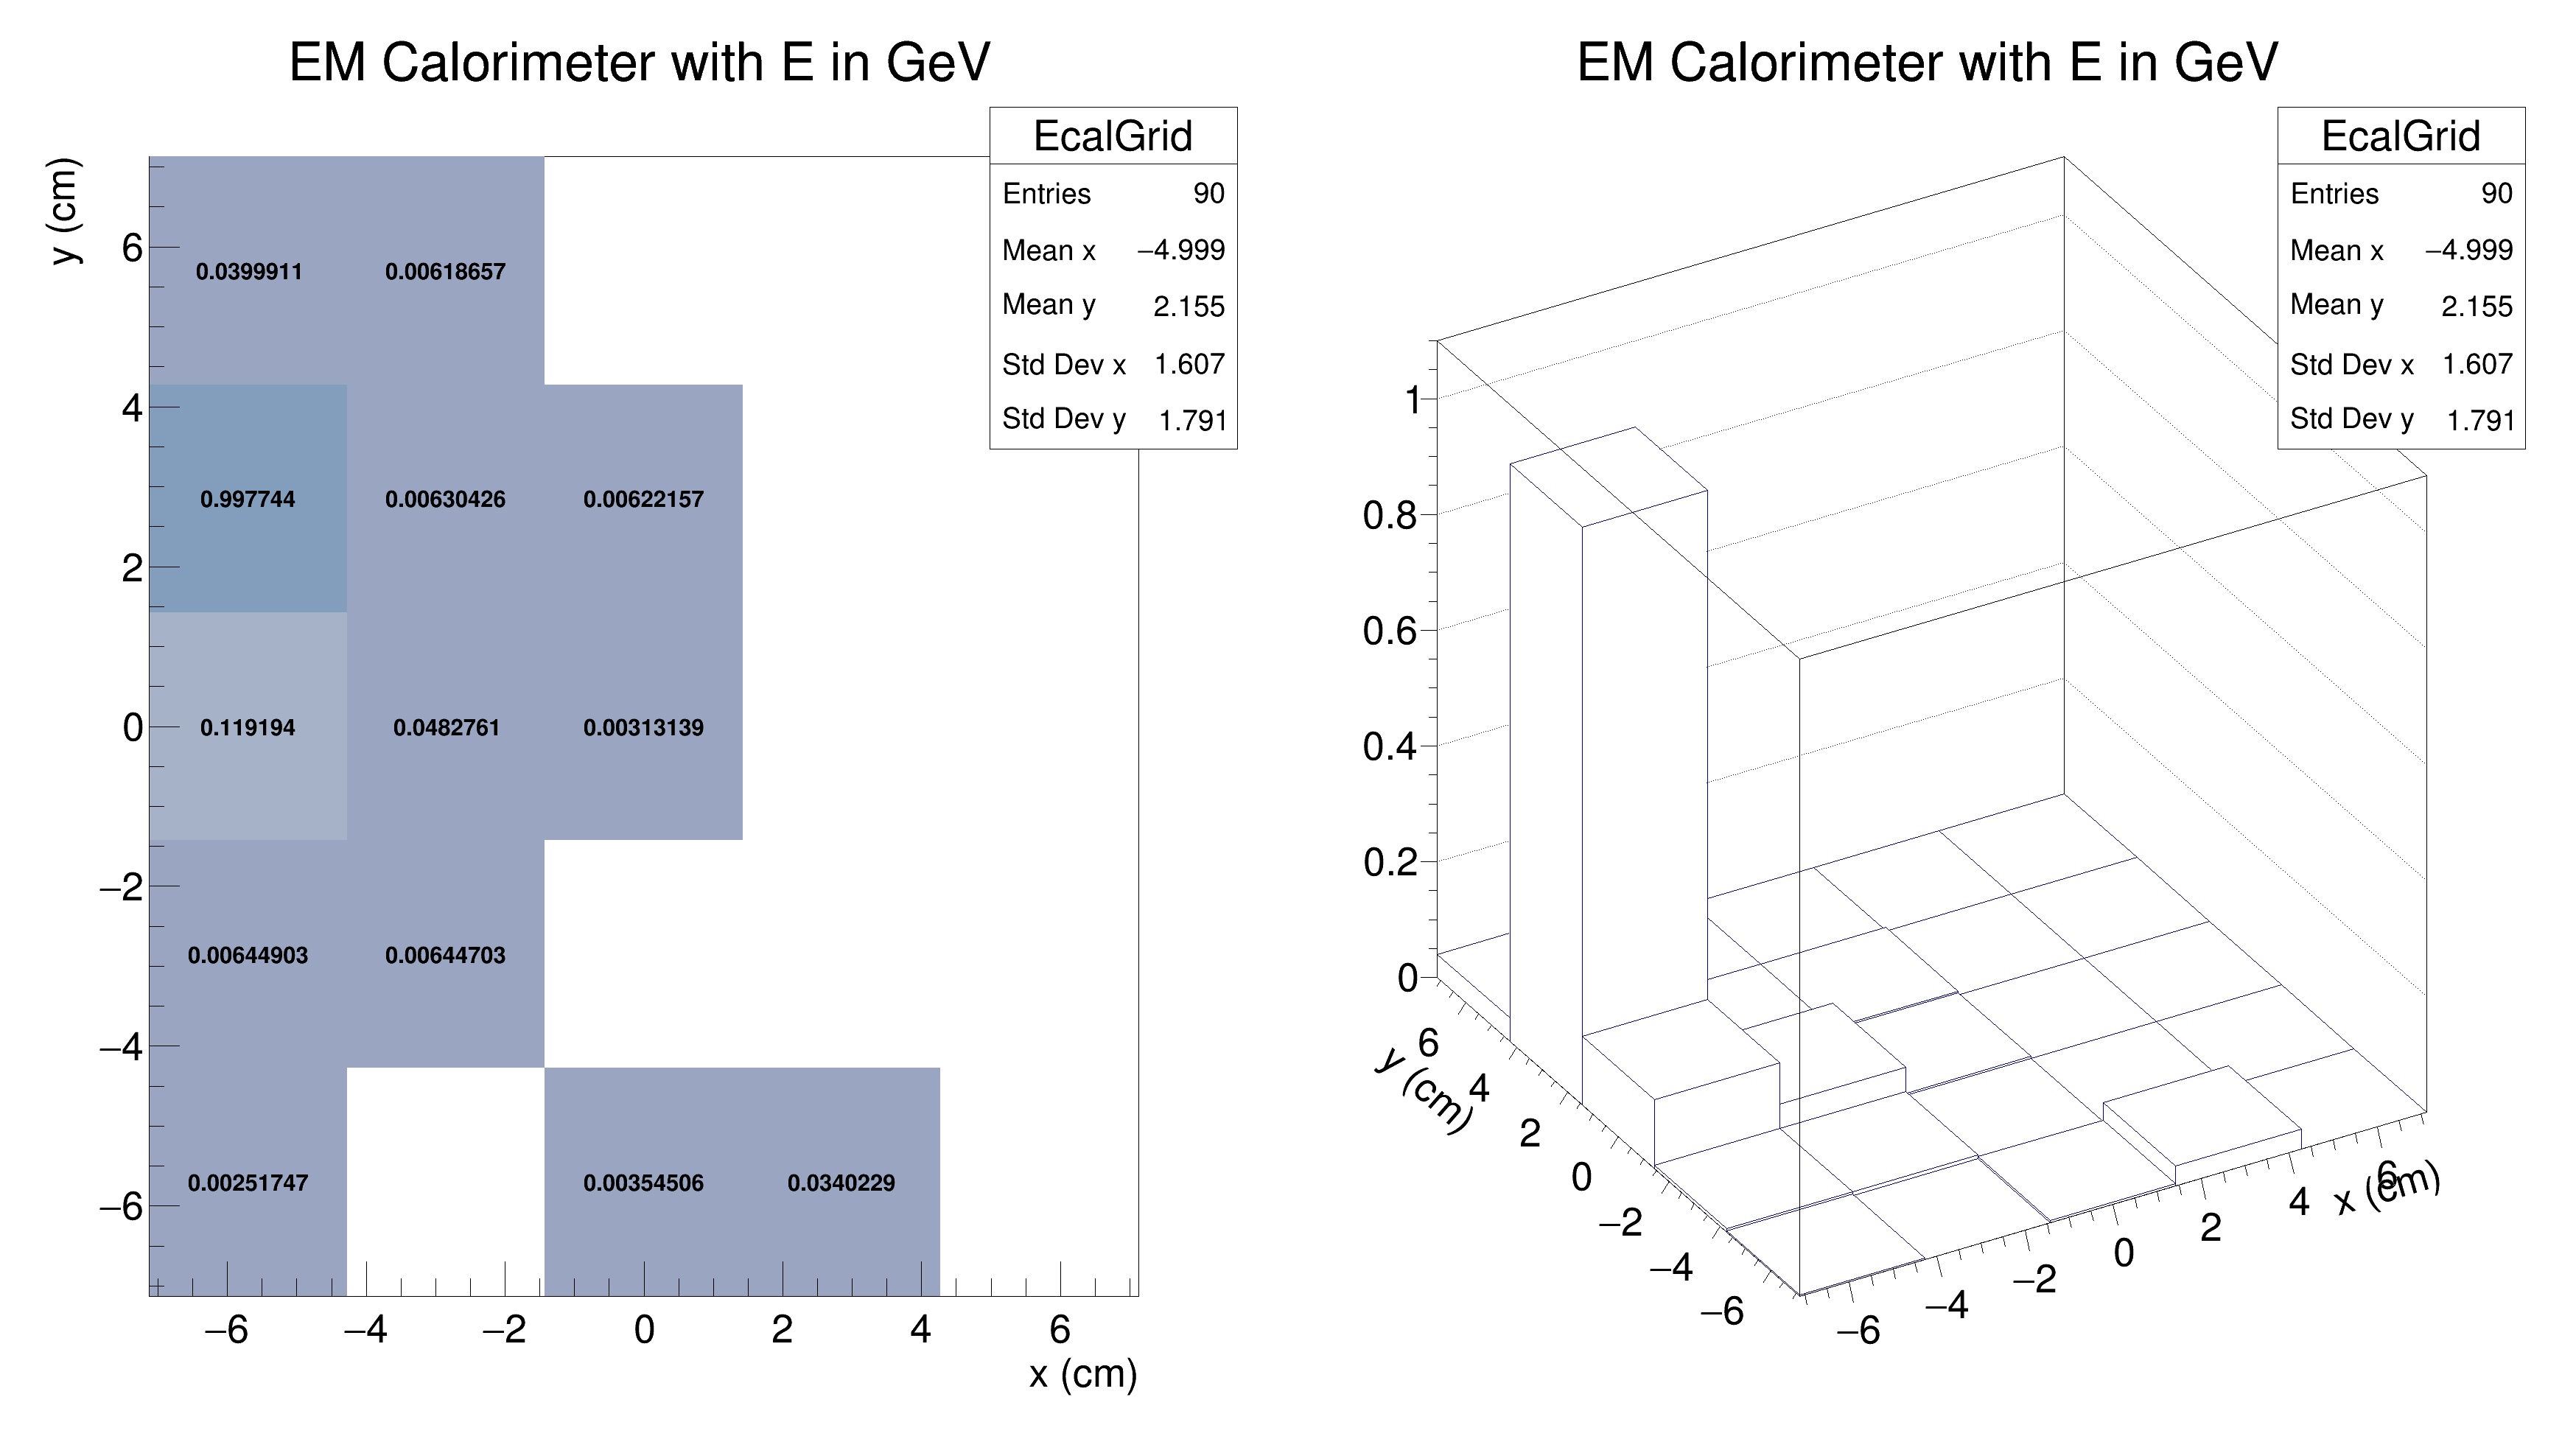 EM Calorimeter with E in GeV
EcalGrid
Entries 90
Mean x −4.999
Mean y 2.155
Std Dev x 1.607
Std Dev y 1.791
y (cm)
6
4
2
0
−2
−4
−6
0.0399911 0.00618657
0.997744 0.00630426 0.00622157
0.119194 0.0482761 0.00313139
0.00644903 0.00644703
0.00251747 0.00354506 0.0340229
−6 −4 −2 0 2 4 6
x (cm)
EM Calorimeter with E in GeV
EcalGrid
Entries 90
Mean x −4.999
Mean y 2.155
Std Dev x 1.607
Std Dev y 1.791
1
0.8
0.6
0.4
0.2
0
y (cm)
6
4
2
0
−2
−4
−6
−6
−4
−2
0
2
4
6
x (cm)